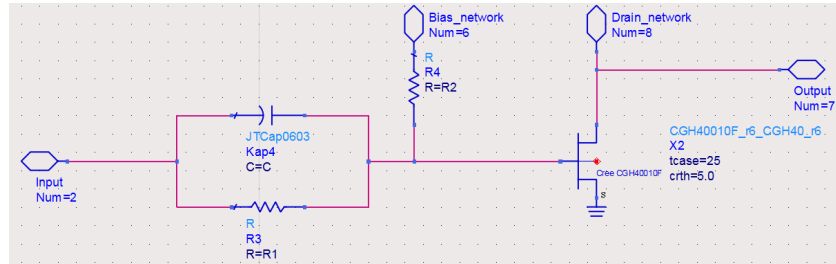 Bias_network
Num=6
Drain_network
Num=8
R
R4
R=R2
Output
Num=7
JTCap0603
Kap4
C=C
CGH40010F_r6_CGH40_r6
X2
tcase=25
crth=5.0
Cree CGH40010F
Input
Num=2
S
R
R3
R=R1